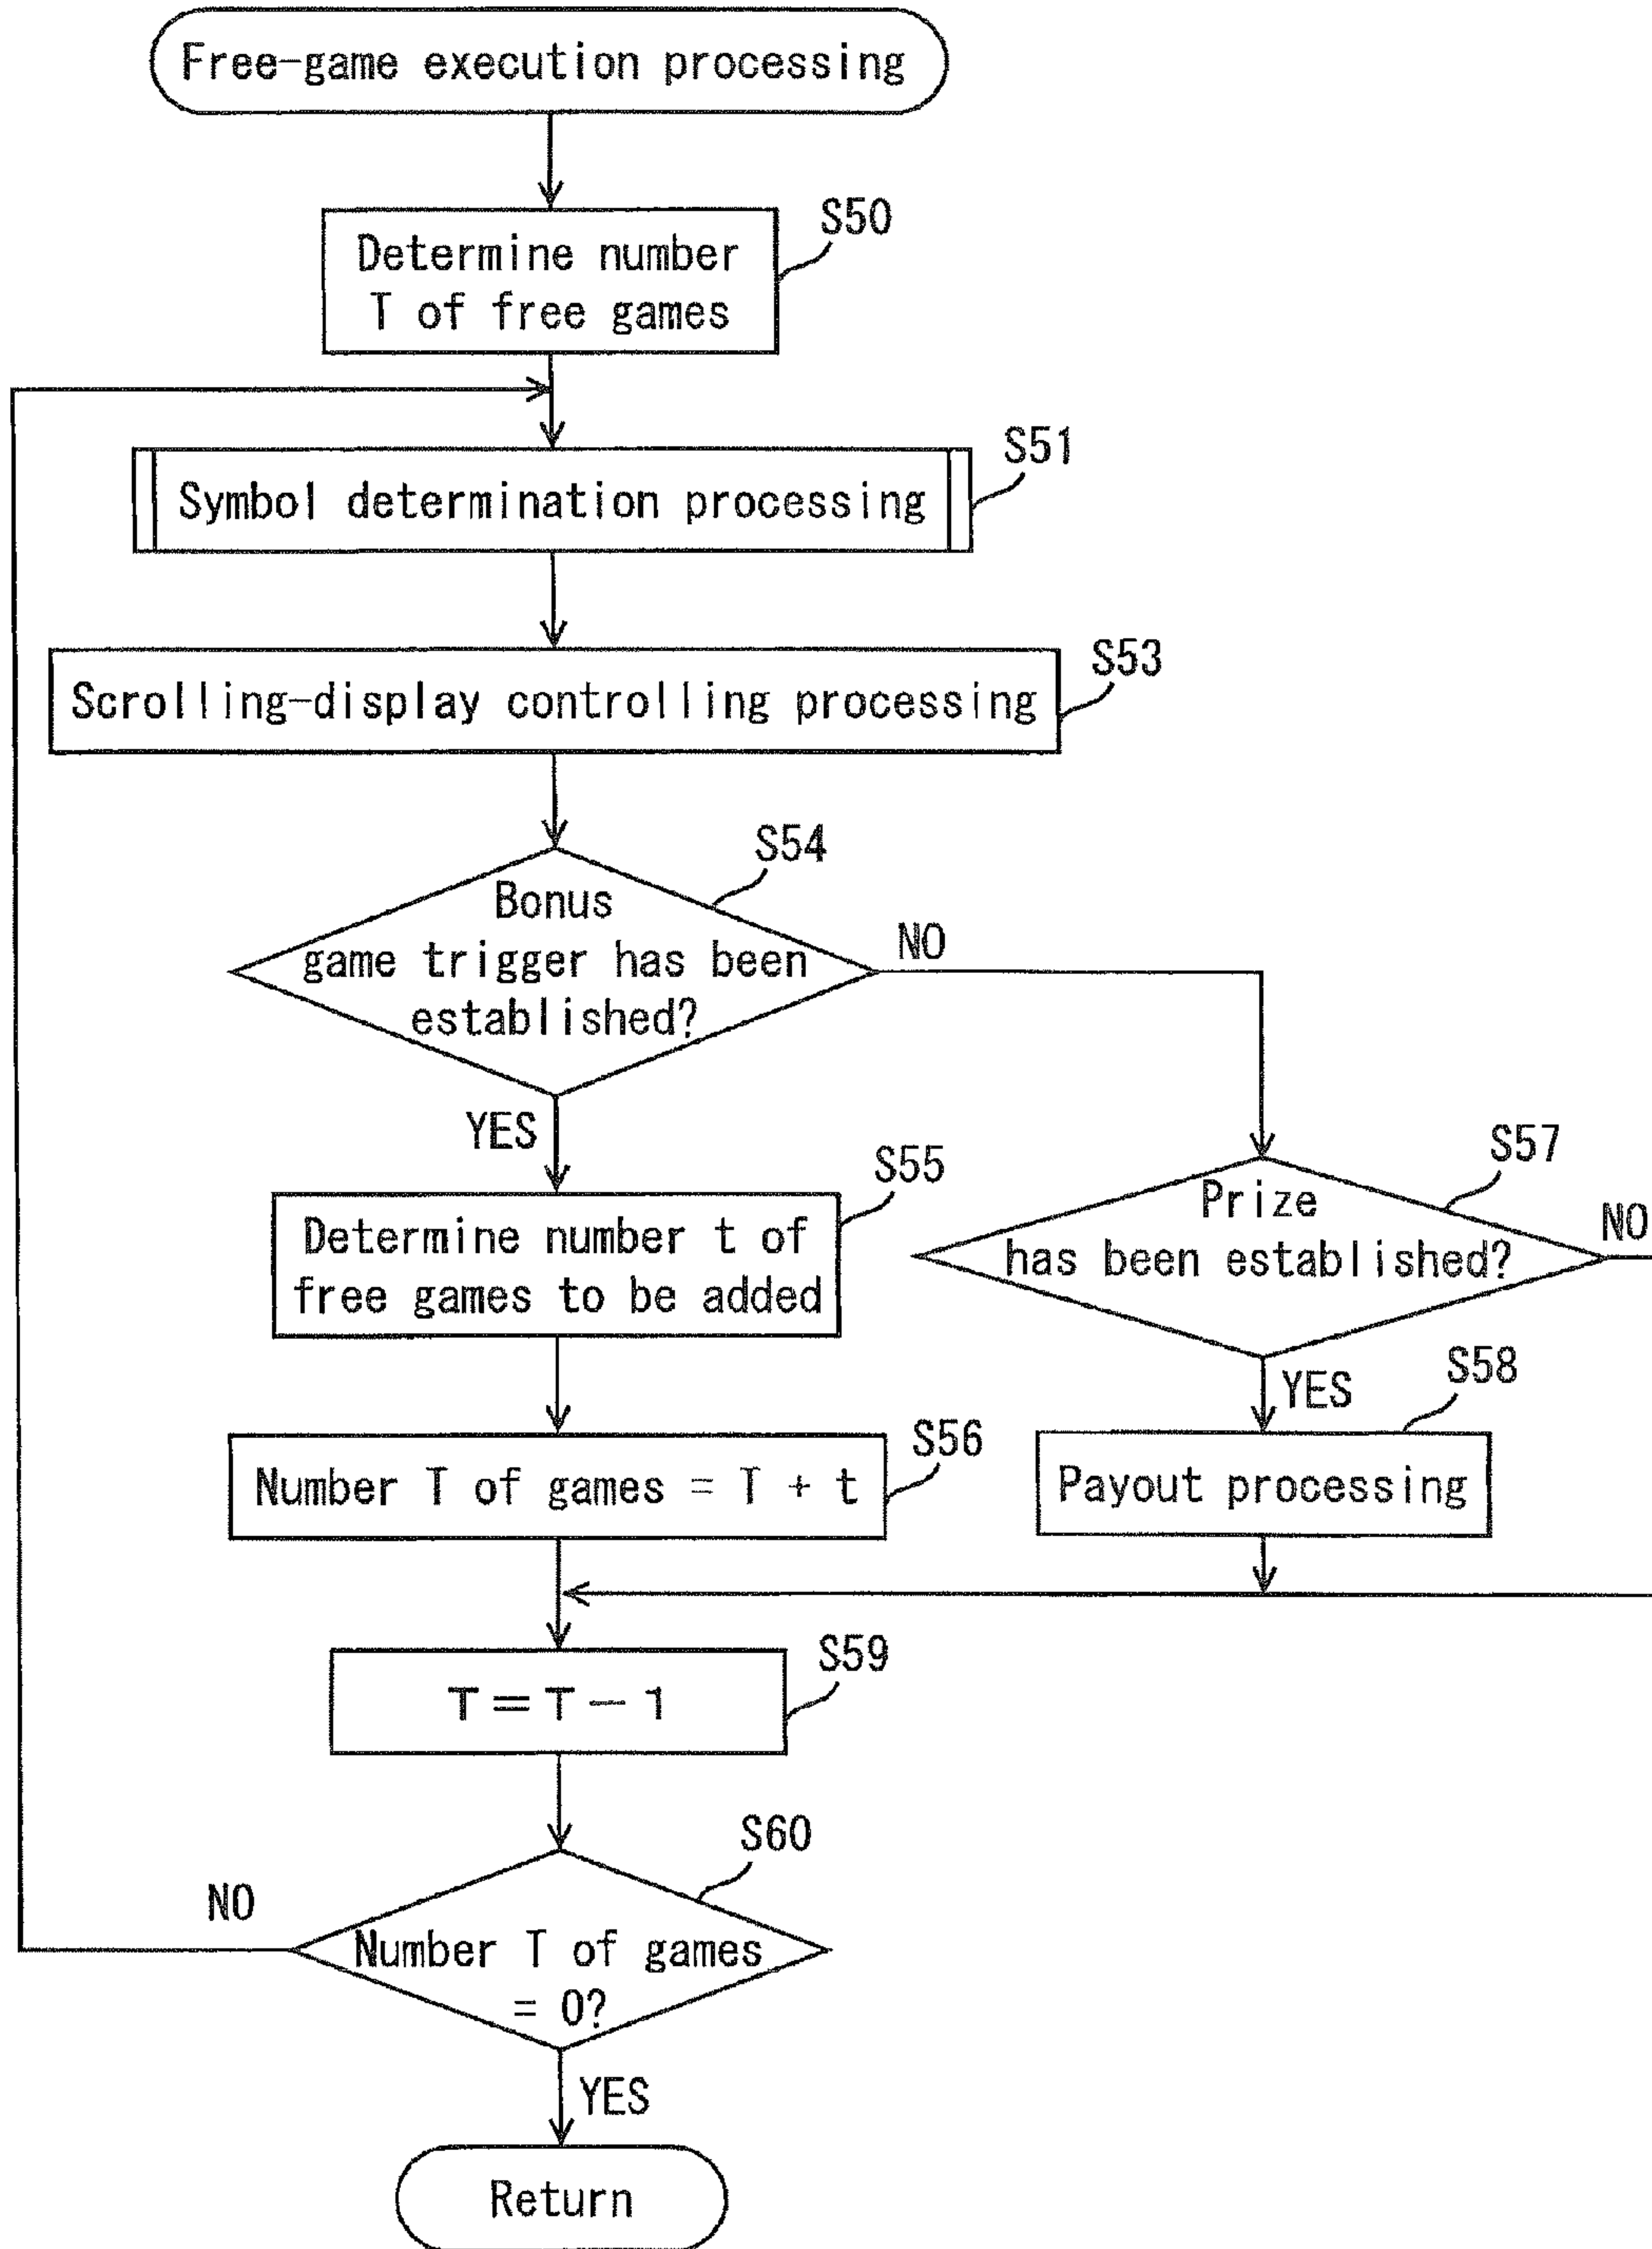 Free-game execution processing
S50
Determine number
T of free games
S51
Symbol determination processing
S53
Scrolling-display controlling processing
S54
Bonus
game trigger has been
established?
NO
YES
S55
Determine number t of
free games to be added
S57
Prize
has been established?
NO
S56
Number T of games = T + t
YES
S58
Payout processing
S59
T = T - 1
S60
Number T of games
= 0?
NO
YES
Return